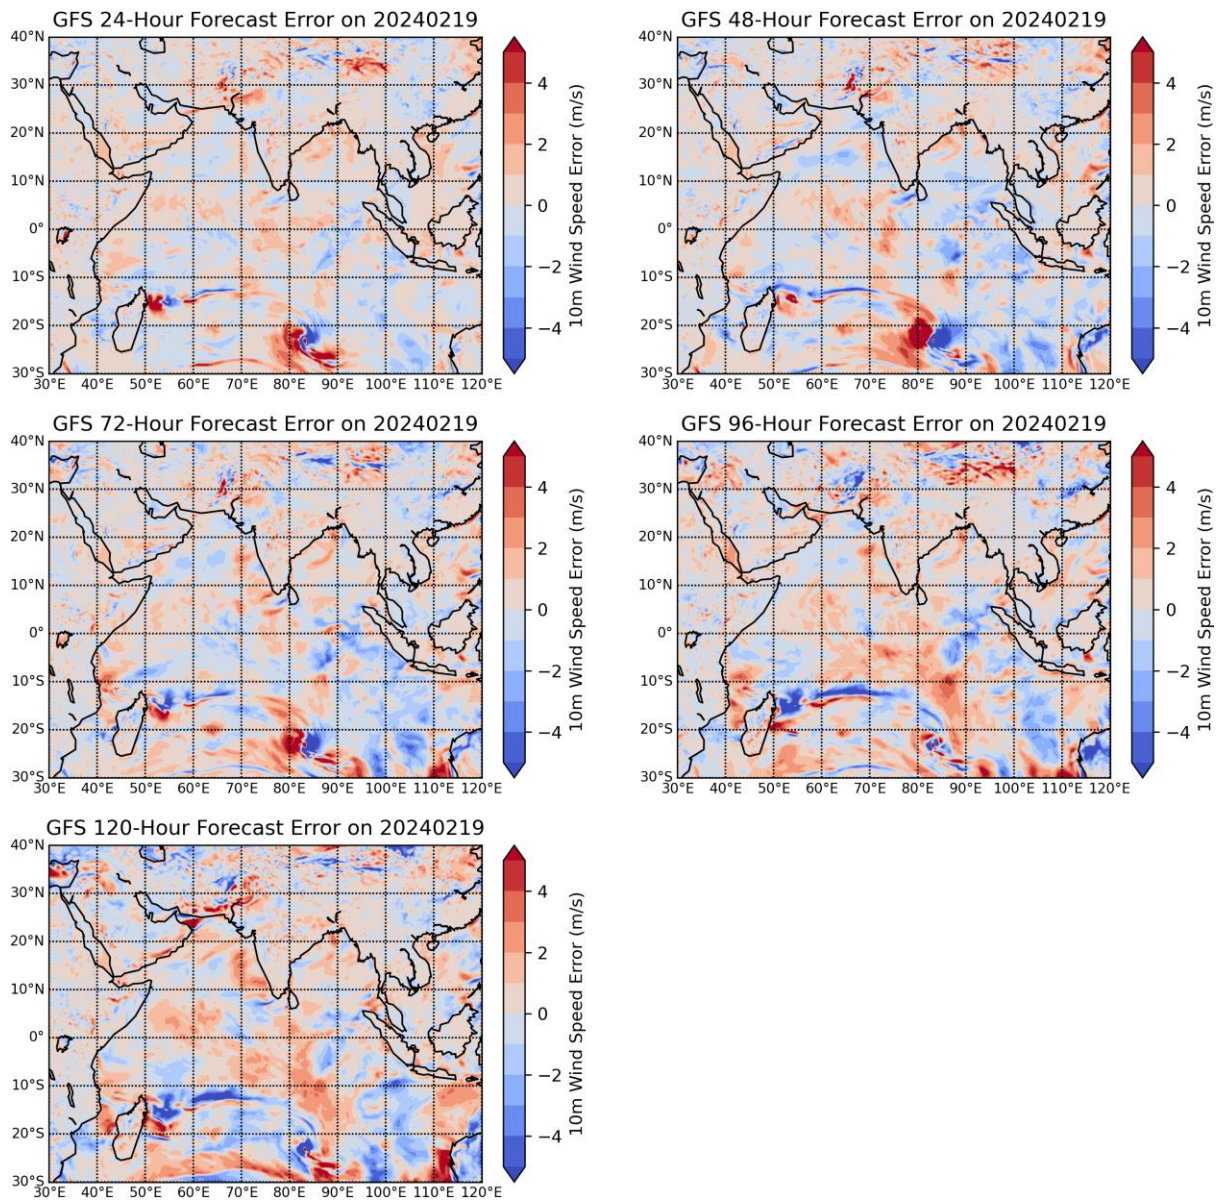 GFS 24-Hour Forecast Error on 20240219
40°N
30°N
20°N
10°N
0°
10°S
20°S
30°S
30°E 40°E 50°E 60°E 70°E 80°E 90°E 100°E 110°E 120°E
4
2
0
−2
−4
10m Wind Speed Error (m/s)
GFS 48-Hour Forecast Error on 20240219
40°N
30°N
20°N
10°N
0°
10°S
20°S
30°S
30°E 40°E 50°E 60°E 70°E 80°E 90°E 100°E 110°E 120°E
4
2
0
−2
−4
10m Wind Speed Error (m/s)
GFS 72-Hour Forecast Error on 20240219
40°N
30°N
20°N
10°N
0°
10°S
20°S
30°S
30°E 40°E 50°E 60°E 70°E 80°E 90°E 100°E 110°E 120°E
4
2
0
−2
−4
10m Wind Speed Error (m/s)
GFS 96-Hour Forecast Error on 20240219
40°N
30°N
20°N
10°N
0°
10°S
20°S
30°S
30°E 40°E 50°E 60°E 70°E 80°E 90°E 100°E 110°E 120°E
4
2
0
−2
−4
10m Wind Speed Error (m/s)
GFS 120-Hour Forecast Error on 20240219
40°N
30°N
20°N
10°N
0°
10°S
20°S
30°S
30°E 40°E 50°E 60°E 70°E 80°E 90°E 100°E 110°E 120°E
4
2
0
−2
−4
10m Wind Speed Error (m/s)